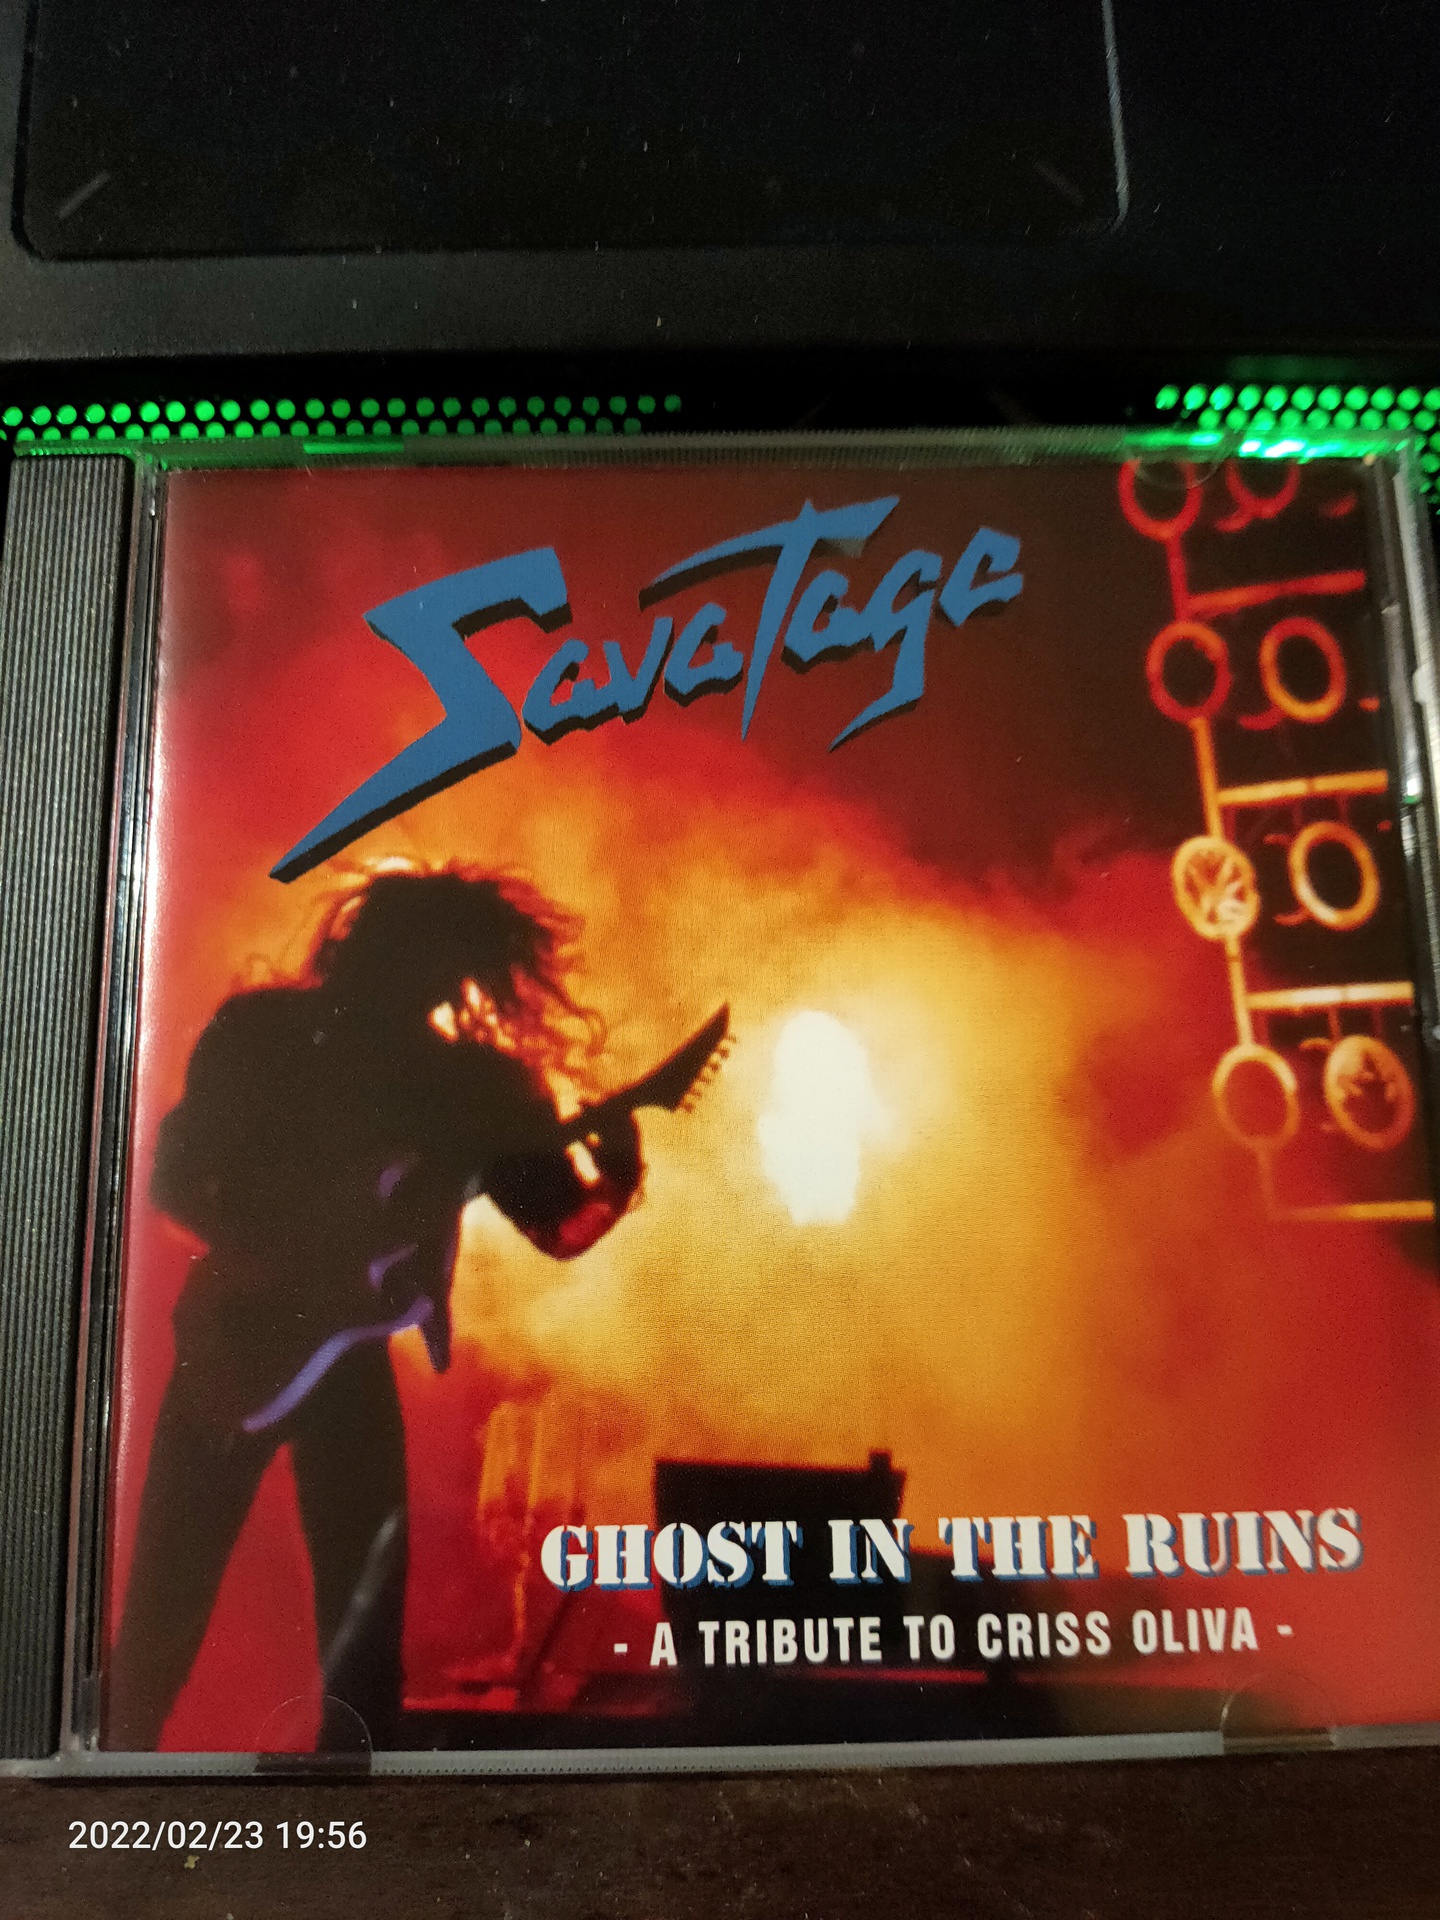 SavaTage
GHOST IN THE RUINS
- A TRIBUTE TO CRISS OLIVA -
2022/02/23 19:56